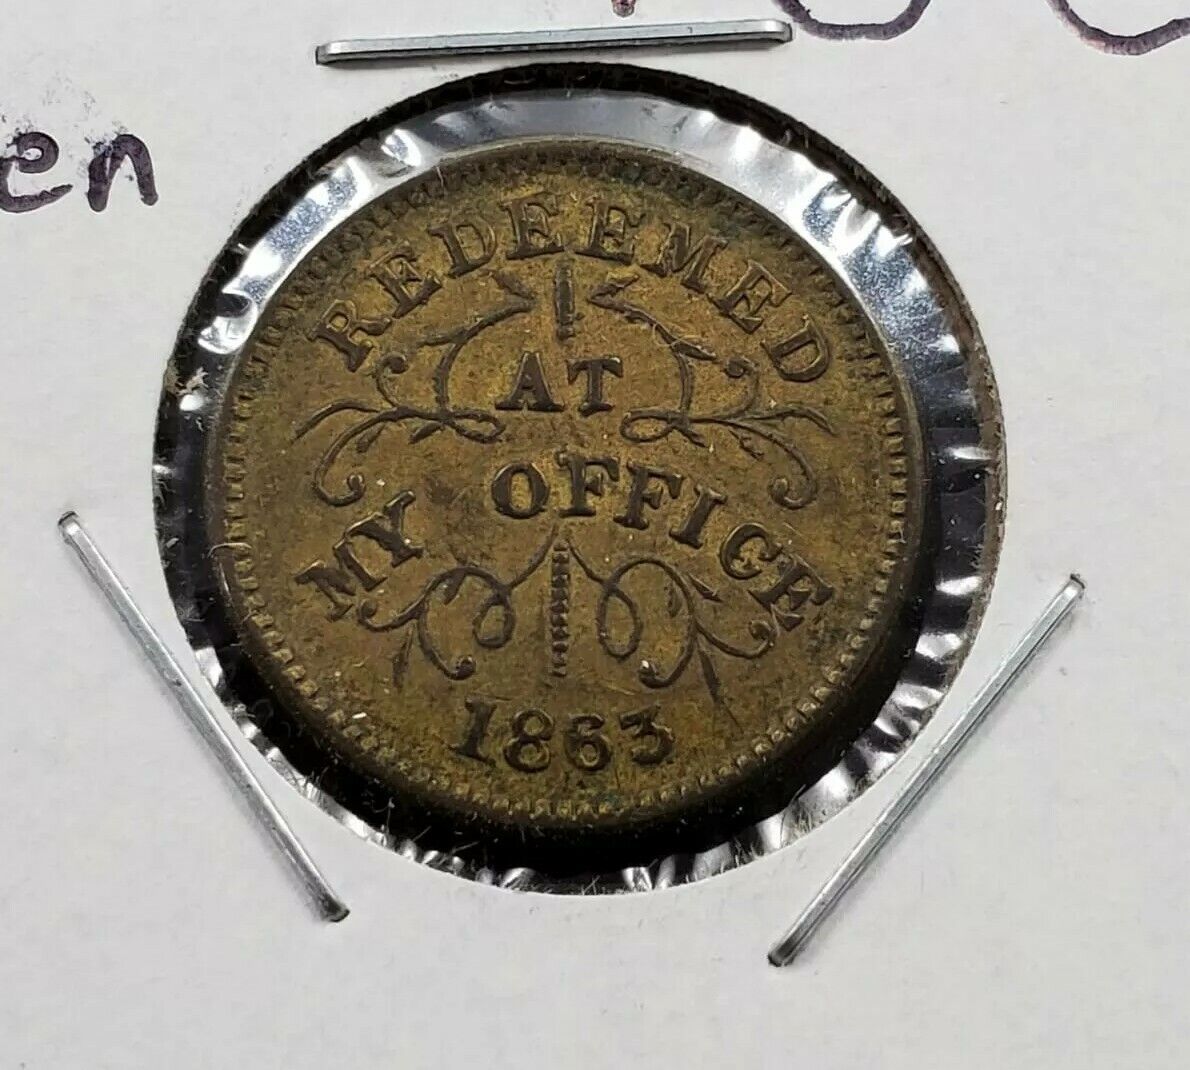 en
REDEEMED
AT
MY OFFICE
1863